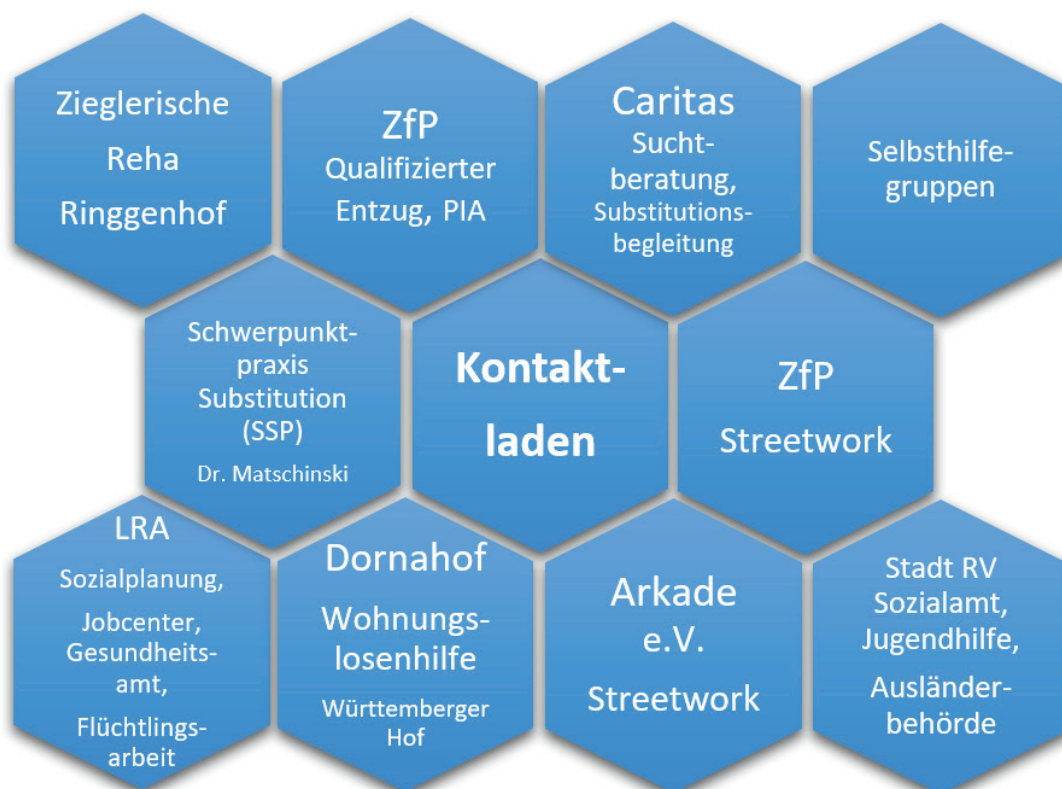 Zieglerische
Reha
Ringgenhof
ZfP
Qualifizierter
Entzug, PIA
Caritas
Sucht-
beratung,
Substitutions-
begleitung
Selbsthilfe-
gruppen
Schwerpunkt-
praxis
Substitution
(SSP)
Dr. Matschinski
Kontakt-
laden
ZfP
Streetwork
LRA
Sozialplanung,
Jobcenter,
Gesundheits-
amt,
Flüchtlings-
arbeit
Dornahof
Wohnungs-
losenhilfe
Württemberger
Hof
Arkade
e.V.
Streetwork
Stadt RV
Sozialamt,
Jugendhilfe,
Ausländer-
behörde